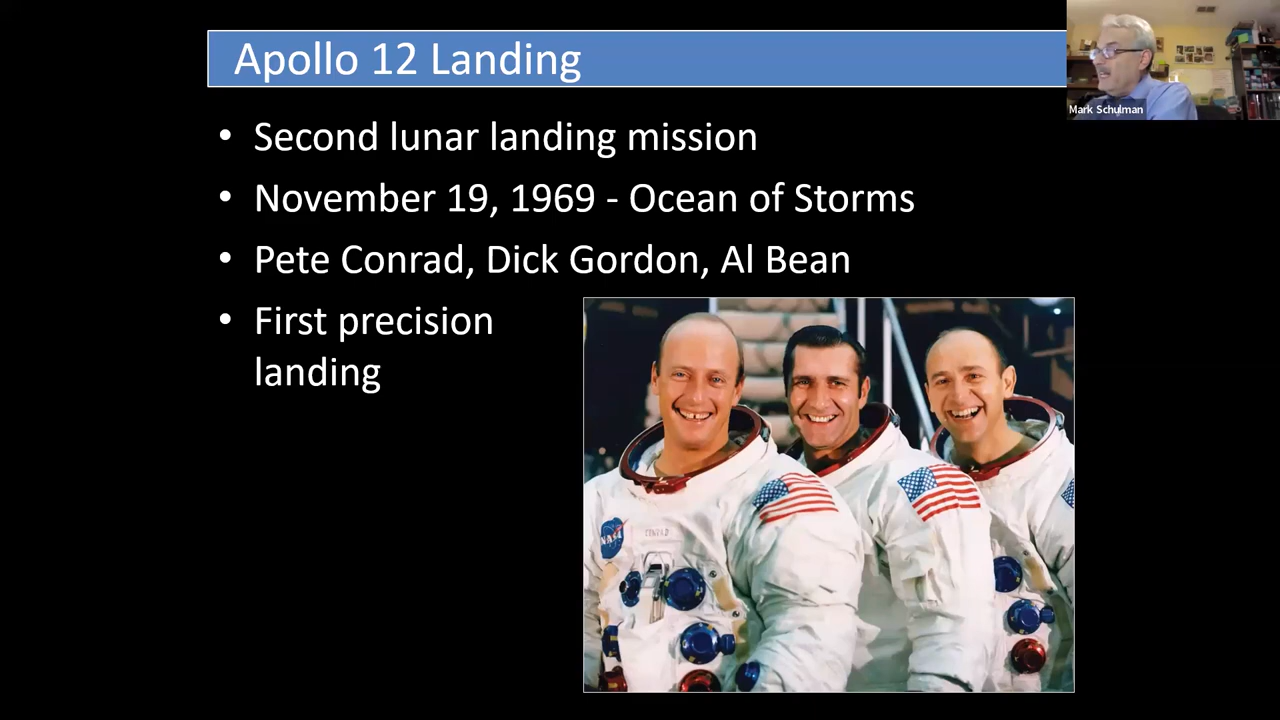 Apollo 12 Landing
Mark Schulman
• Second lunar landing mission
• November 19, 1969 - Ocean of Storms
• Pete Conrad, Dick Gordon, Al Bean
• First precision
landing
NASA
CONRAD